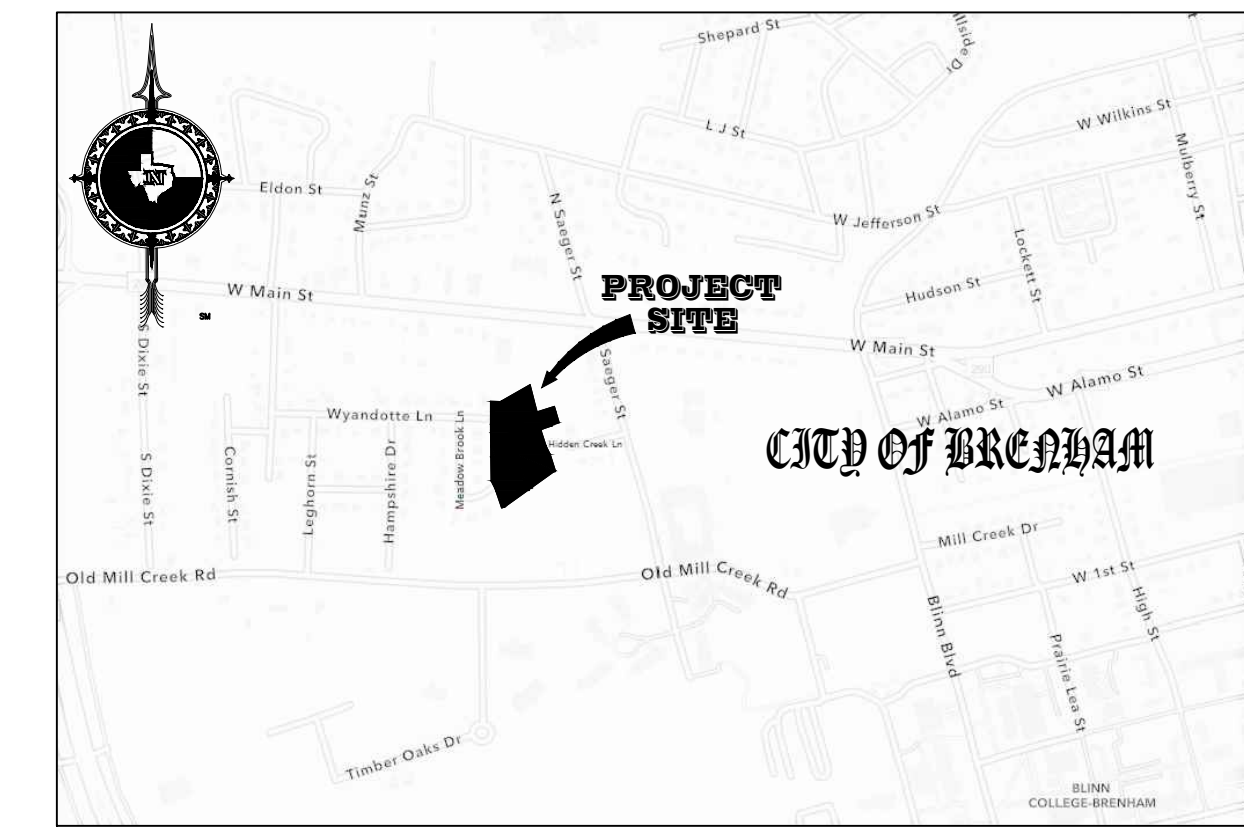 Shepard St
llside Dr
W Wilkins St
L J St
Mulberry St
Eldon St
Munz St
N
N Saeger St
W Jefferson St
Lockett St
W Main St
PROJECT
SITE
Hudson St
SM
S Dixie St
W Main St
290
Saeger St
W Alamo St
Wyandotte Ln
Meadow Brook Ln
W Alamo St
Hidden Creek Ln
CITY OF BRENHAM
Cornish St
Leghorn St
Hampshire Dr
S Dixie St
Mill Creek Dr
Old Mill Creek Rd
Old Mill Creek Rd
W 1st St
Blinn Blvd
High St
Prairie Lea St
Timber Oaks Dr
BLINN
COLLEGE-BRENHAM